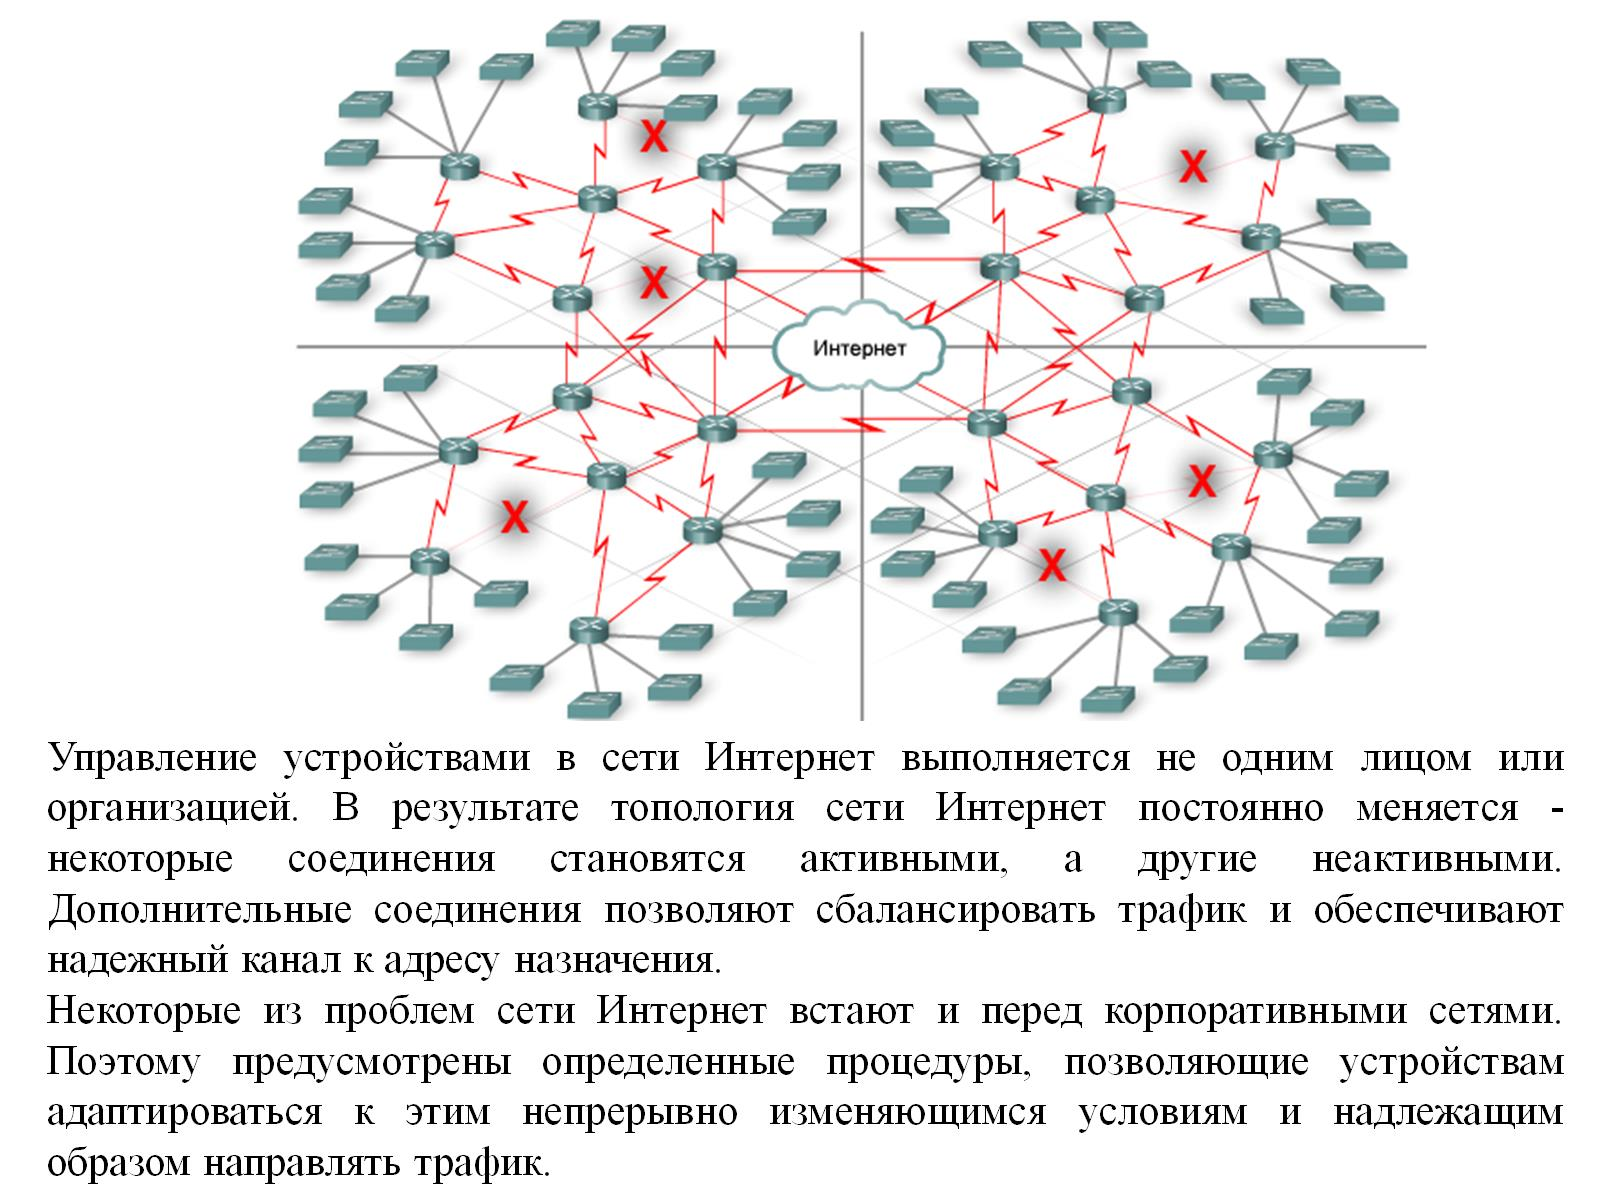 X
X
X
Интернет
X
X
X
Управление устройствами в сети Интернет выполняется не одним лицом или
организацией. В результате топология сети Интернет постоянно меняется -
некоторые соединения становятся активными, а другие неактивными.
Дополнительные соединения позволяют сбалансировать трафик и обеспечивают
надежный канал к адресу назначения.
Некоторые из проблем сети Интернет встают и перед корпоративными сетями.
Поэтому предусмотрены определенные процедуры, позволяющие устройствам
адаптироваться к этим непрерывно изменяющимся условиям и надлежащим
образом направлять трафик.